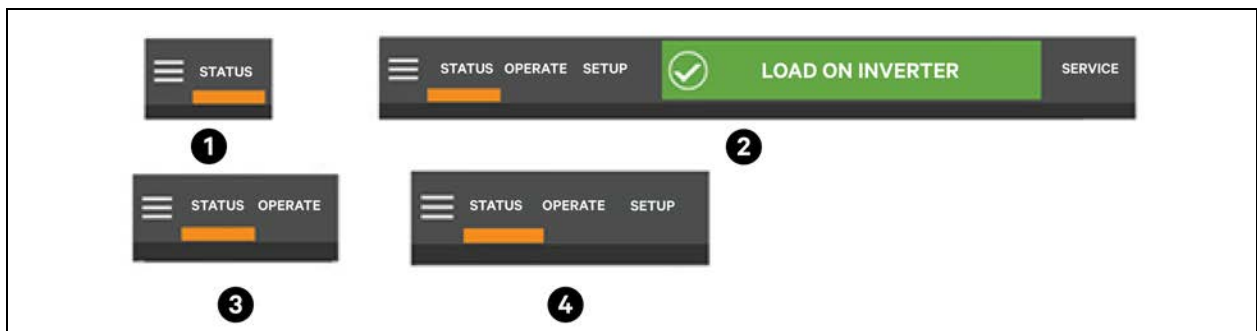 STATUS
STATUS OPERATE SETUP LOAD ON INVERTER SERVICE
1
2
STATUS OPERATE
STATUS OPERATE SETUP
3
4